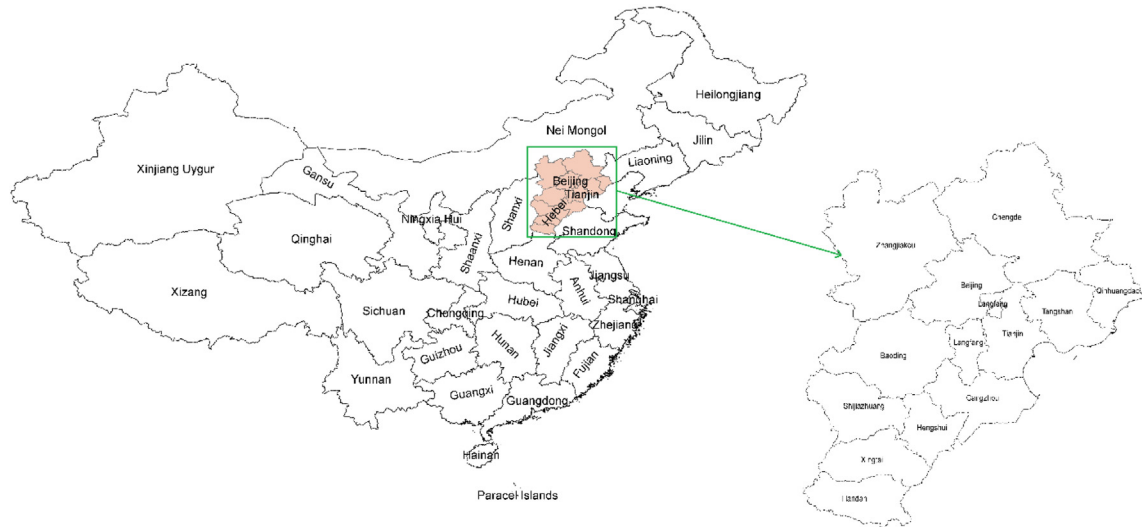 Heilongjiang
Nei Mongol
Jilin
Xinjiang Uygur
Gansu
Liaoning
Beijing
Tianjin
Hebei
Ningxia Hui
Shanxi
Shandong
Qinghai
Shaanxi
Henan
Jiangsu
Xizang
Anhui
Hubei
Shanghai
Sichuan
Chongqing
Zhejiang
Hunan
Jiangxi
Guizhou
Fujian
Yunnan
Guangxi
Guangdong
Hainan
Paracel Islands
Chengde
Zhangjiakou
Beijing
Qinhuangdao
Langfang
Tangshan
Tianjin
Langfang
Baoding
Cangzhou
Shijiazhuang
Hengshui
Xingtai
Handan